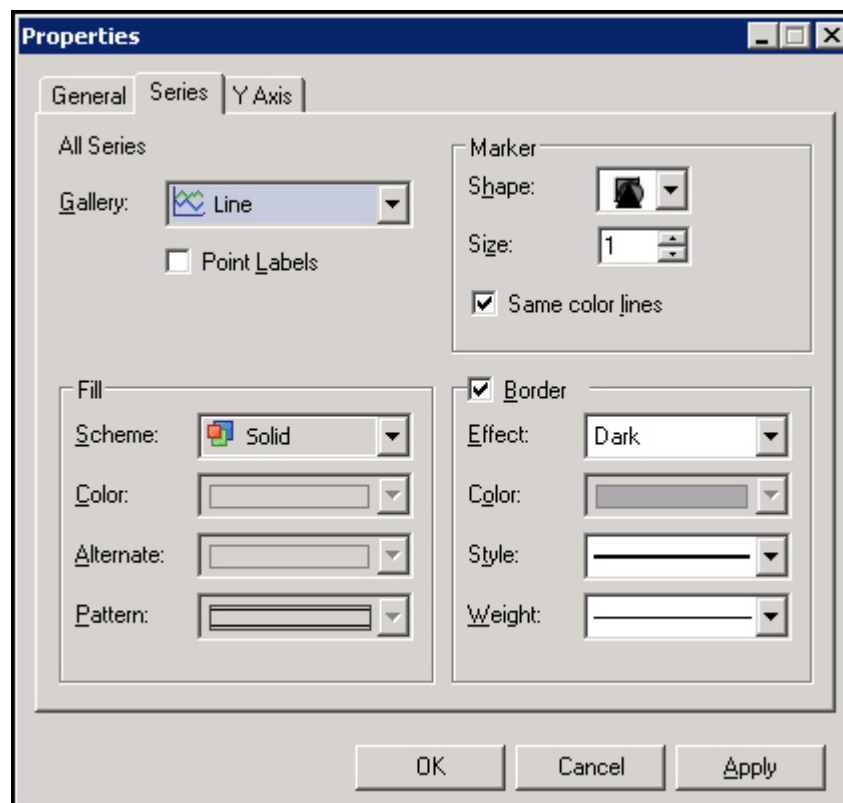 Properties
General Series Y Axis
All Series
Gallery: Line
Point Labels
Marker
Shape:
Size: 1
Same color lines
Fill
Scheme: Solid
Color:
Alternate:
Pattern:
Border
Effect: Dark
Color:
Style:
Weight:
OK Cancel Apply